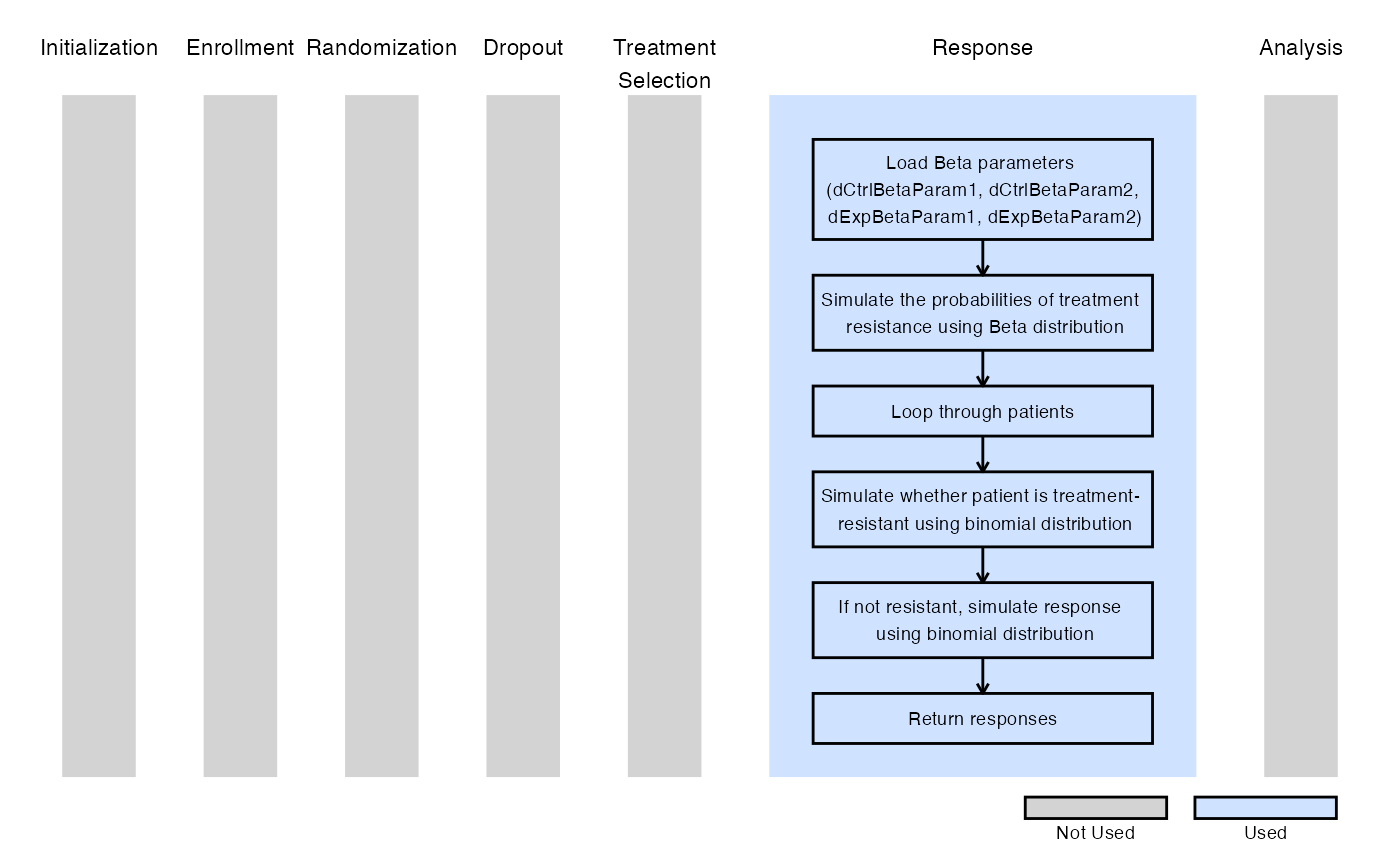 Initialization
Enrollment
Randomization
Dropout
Treatment
Selection
Response
Analysis
Load Beta parameters
(dCtrlBetaParam1, dCtrlBetaParam2,
dExpBetaParam1, dExpBetaParam2)
Simulate the probabilities of treatment
resistance using Beta distribution
Loop through patients
Simulate whether patient is treatment-
resistant using binomial distribution
If not resistant, simulate response
using binomial distribution
Return responses
Not Used
Used